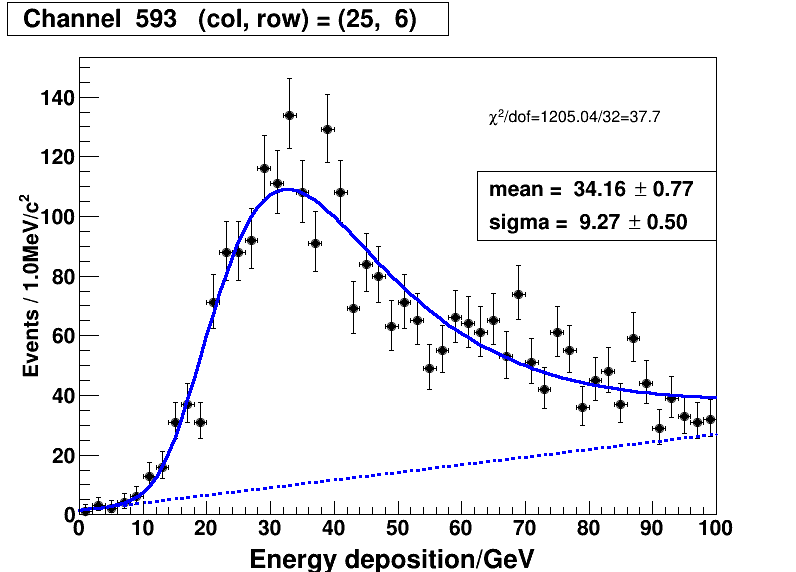 Channel 593 (col, row) = (25, 6)
χ²/dof=1205.04/32=37.7
mean = 34.16 ± 0.77
sigma = 9.27 ± 0.50
Events / 1.0MeV/c²
140
120
100
80
60
40
20
0
0 10 20 30 40 50 60 70 80 90 100
Energy deposition/GeV